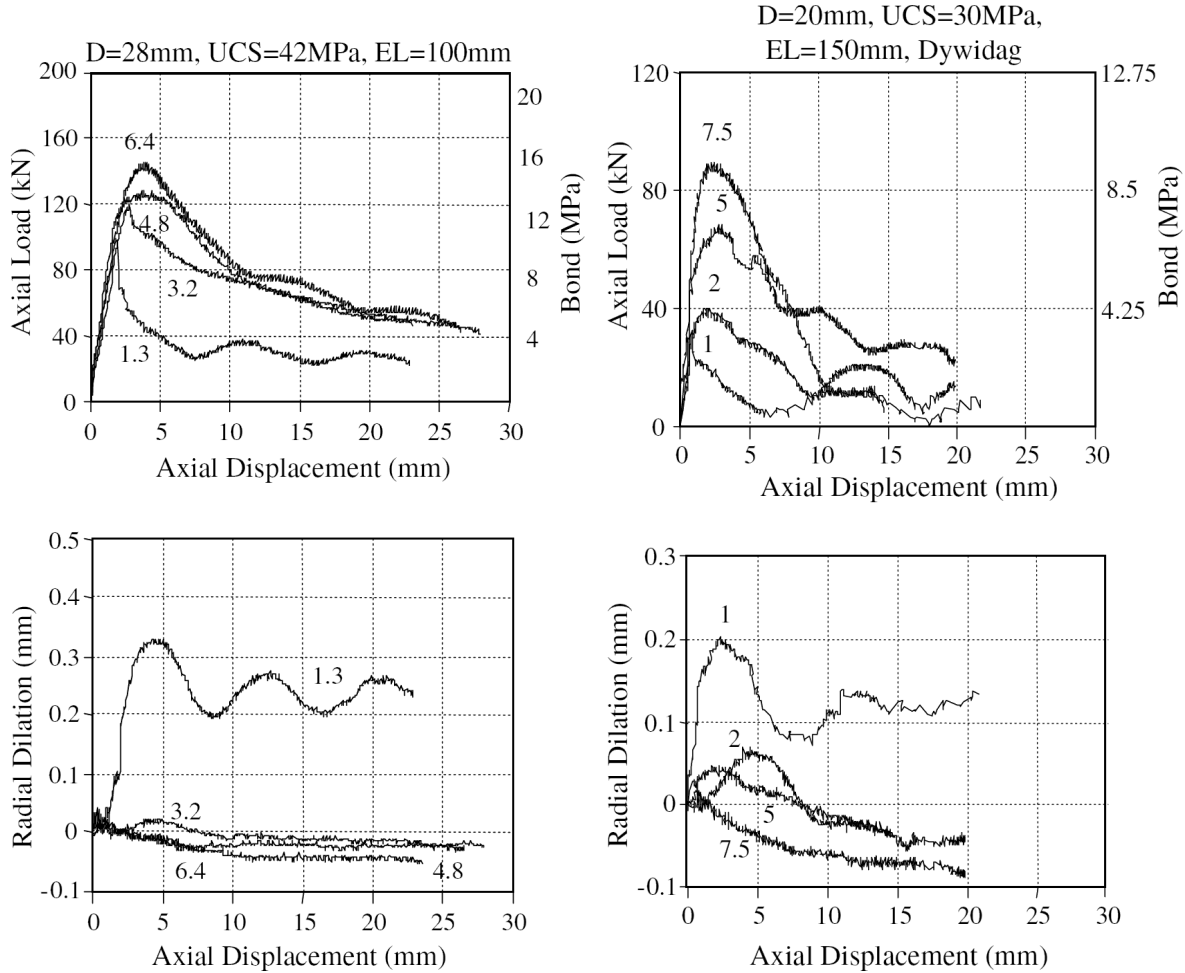 D=28mm, UCS=42MPa, EL=100mm
200
160
120
80
40
0
Axial Load (kN)
6.4
4.8
3.2
1.3
20
16
12
8
4
Bond (MPa)
0 5 10 15 20 25 30
Axial Displacement (mm)
D=20mm, UCS=30MPa,
EL=150mm, Dywidag
120
80
40
0
Axial Load (kN)
7.5
5
2
1
12.75
8.5
4.25
Bond (MPa)
0 5 10 15 20 25 30
Axial Displacement (mm)
0.5
0.4
0.3
0.2
0.1
0
-0.1
Radial Dilation (mm)
1.3
3.2
6.4
4.8
0 5 10 15 20 25 30
Axial Displacement (mm)
0.3
0.2
0.1
0
-0.1
Radial Dilation (mm)
1
2
5
7.5
0 5 10 15 20 25 30
Axial Displacement (mm)